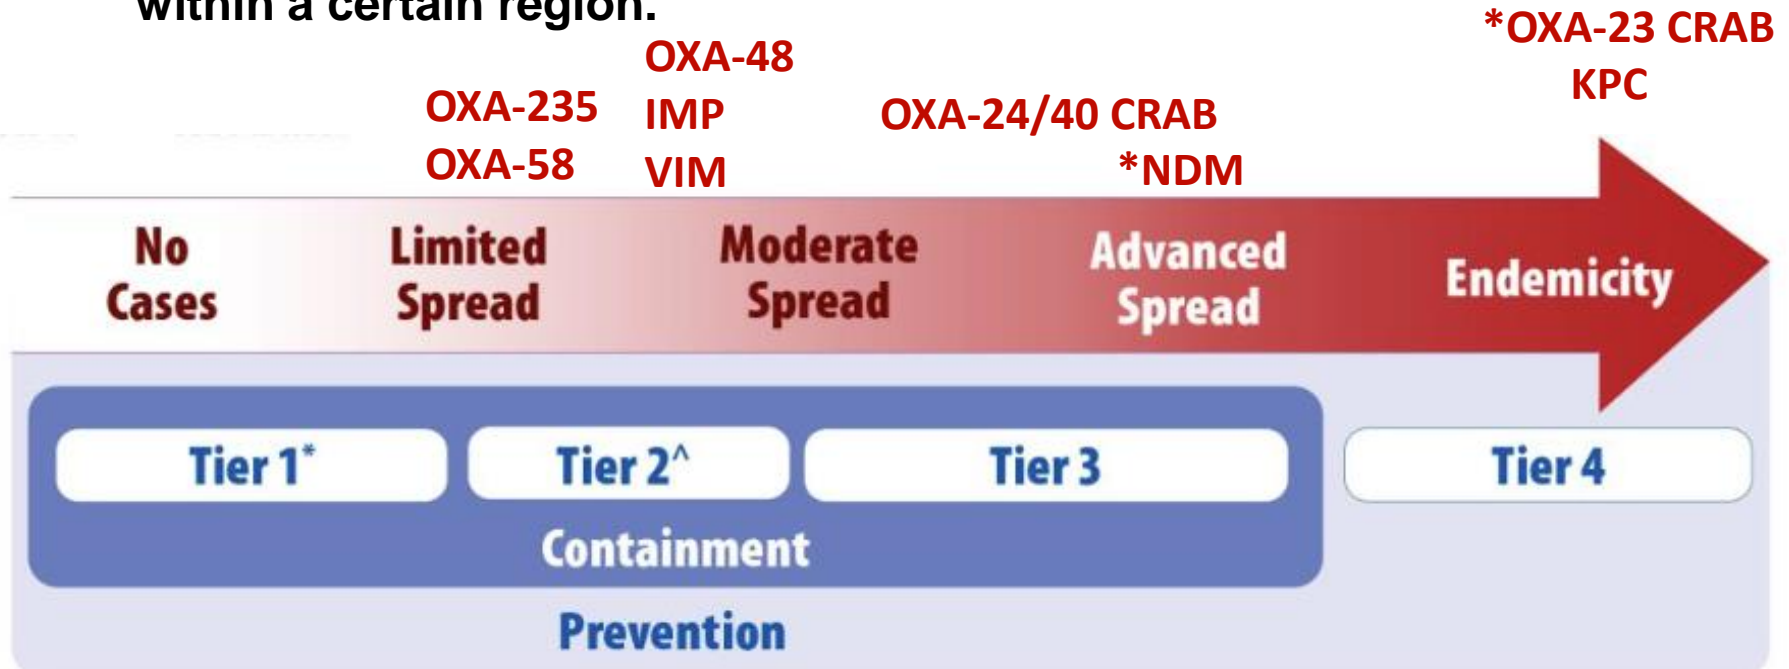 within a certain region.
*OXA-23 CRAB
KPC
OXA-48
IMP
VIM
OXA-235
OXA-58
OXA-24/40 CRAB
*NDM
No
Cases
Limited
Spread
Moderate
Spread
Advanced
Spread
Endemicity
Tier 1*
Tier 2^
Tier 3
Tier 4
Containment
Prevention